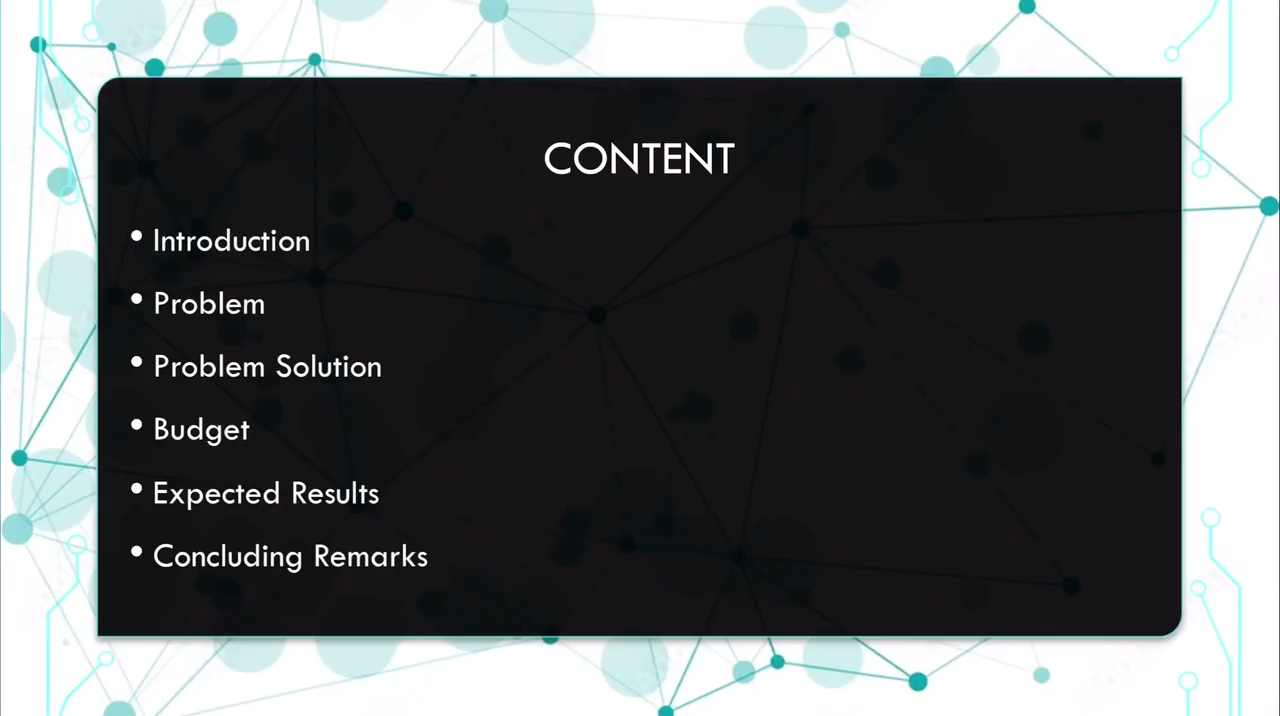 CONTENT
• Introduction
• Problem
• Problem Solution
• Budget
• Expected Results
• Concluding Remarks